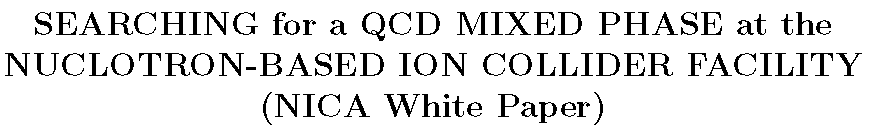 SEARCHING for a QCD MIXED PHASE at the
NUCLOTRON-BASED ION COLLIDER FACILITY
(NICA White Paper)